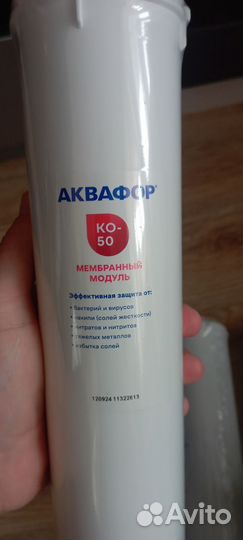 АКВАФОР®
КО-
50
МЕМБРАННЫЙ
МОДУЛЬ
Эффективная защита от:
• бактерий и вирусов
• накипи (солей жесткости)
• нитратов и нитритов
• тяжелых металлов
• избытка солей
120924 11322613
Avito